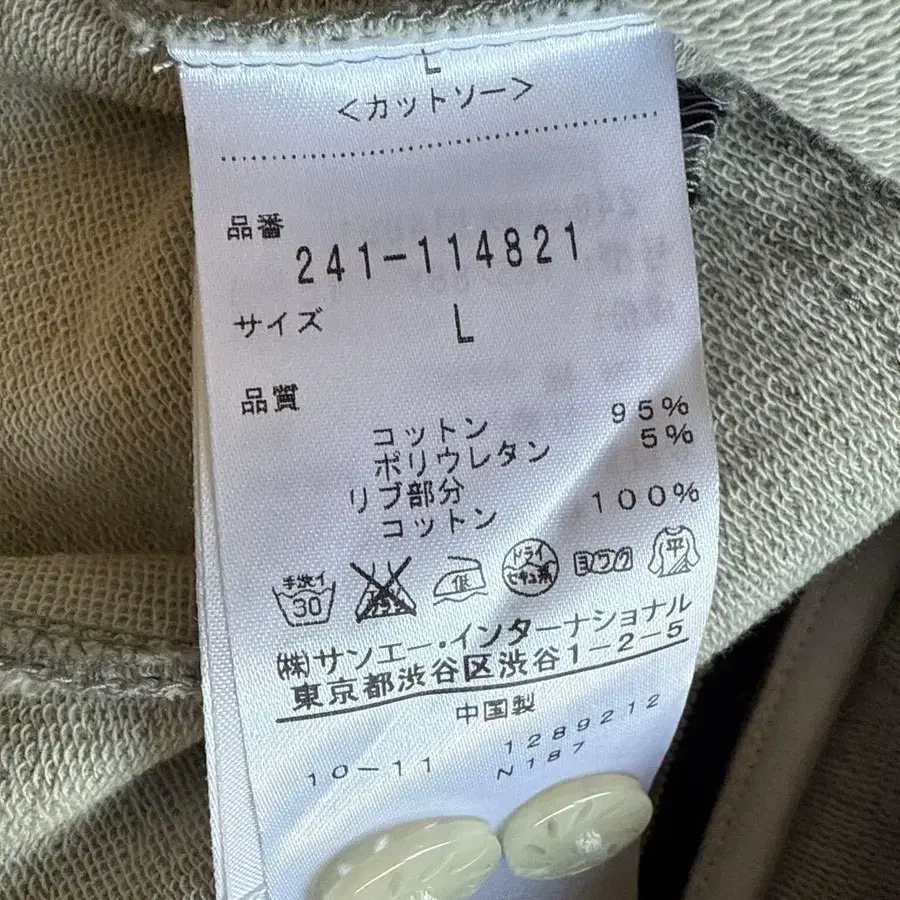 L
<カットソー>
品番
241-114821
サイズ L
品質
コットン 95%
ポリウレタン 5%
リブ部分
コットン 100%
手洗イ 30 低 ドライ セキユ系 ヨワク 平
㈱サンエー・インターナショナル
東京都渋谷区渋谷1-2-5
中国製
10-11 1289212
N187